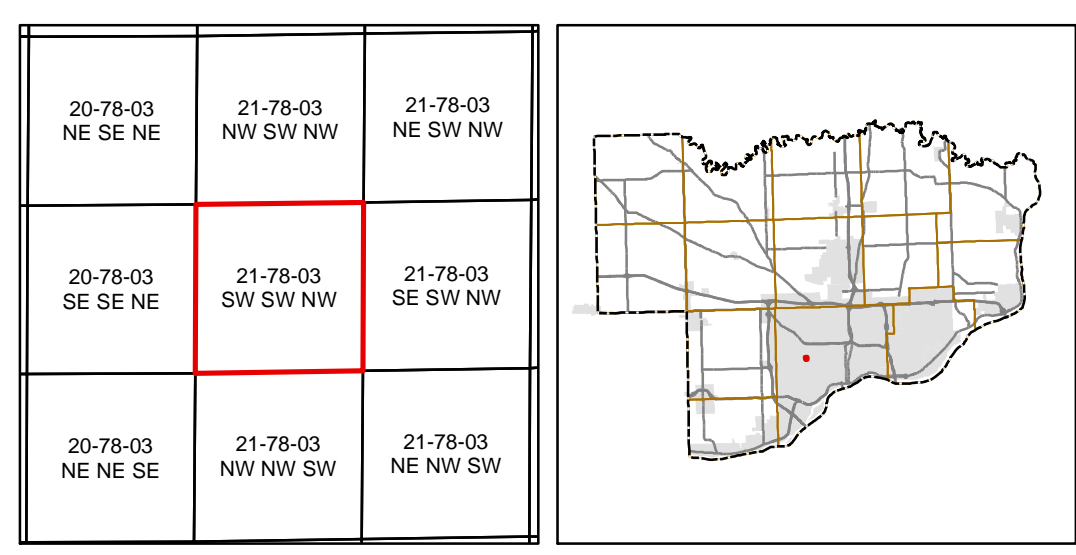 20-78-03
NE SE NE
21-78-03
NW SW NW
21-78-03
NE SW NW
20-78-03
SE SE NE
21-78-03
SW SW NW
21-78-03
SE SW NW
20-78-03
NE NE SE
21-78-03
NW NW SW
21-78-03
NE NW SW